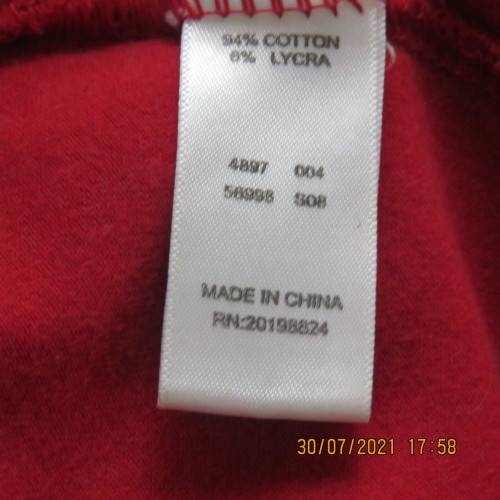 94% COTTON
6% LYCRA
4897 004
56998 S08
MADE IN CHINA
RN:20198824
30/07/2021 17:58